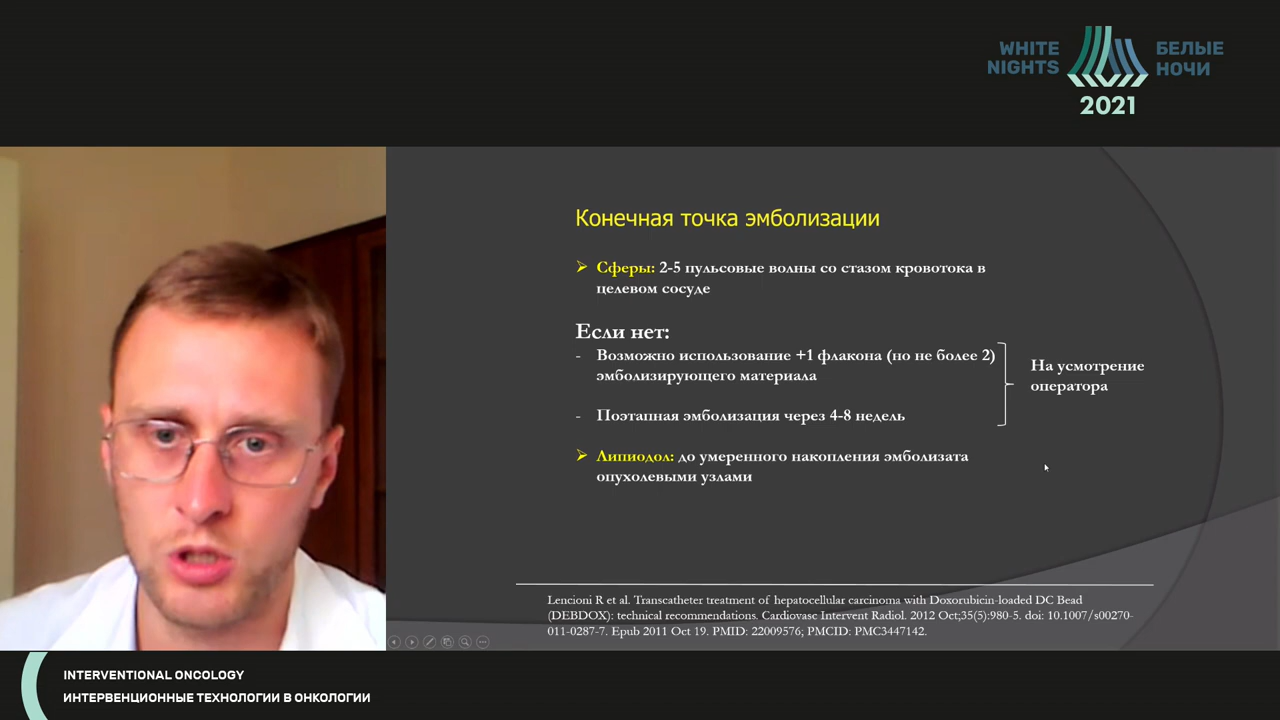 WHITE NIGHTS
БЕЛЫЕ НОЧИ
2021
Конечная точка эмболизации
Сферы: 2-5 пульсовые волны со стазом кровотока в
целевом сосуде
Если нет:
- Возможно использование +1 флакона (но не более 2)
эмболизирующего материала
- Поэтапная эмболизация через 4-8 недель
На усмотрение
оператора
Липиодол: до умеренного накопления эмболизата
опухолевыми узлами
Lencioni R et al. Transcatheter treatment of hepatocellular carcinoma with Doxorubicin-loaded DC Bead
(DEBDOX): technical recommendations. Cardiovasc Intervent Radiol. 2012 Oct;35(5):980-5. doi: 10.1007/s00270-
011-0287-7. Epub 2011 Oct 19. PMID: 22009576; PMCID: PMC3447142.
INTERVENTIONAL ONCOLOGY
ИНТЕРВЕНЦИОННЫЕ ТЕХНОЛОГИИ В ОНКОЛОГИИ